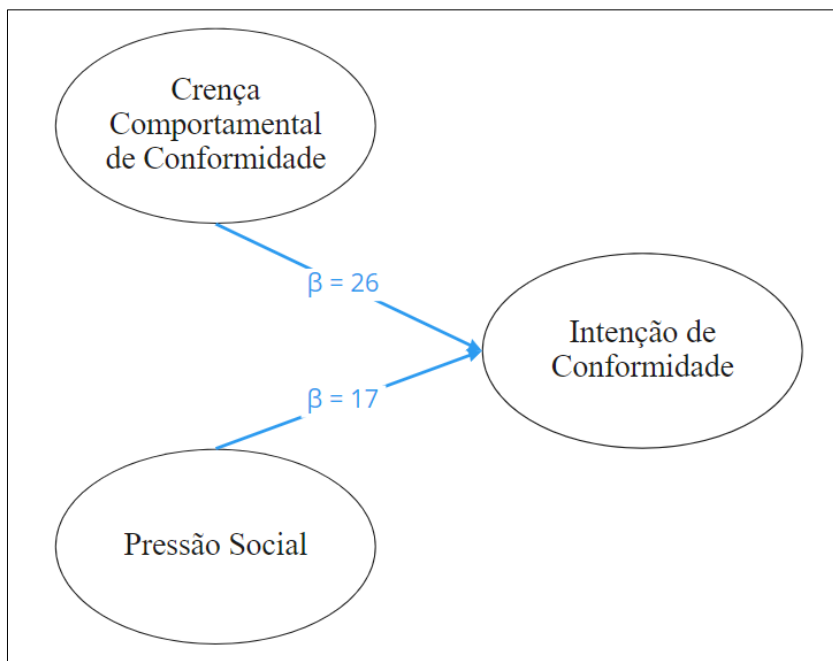 Crença
Comportamental
de Conformidade
β = 26
Intenção de
Conformidade
β = 17
Pressão Social